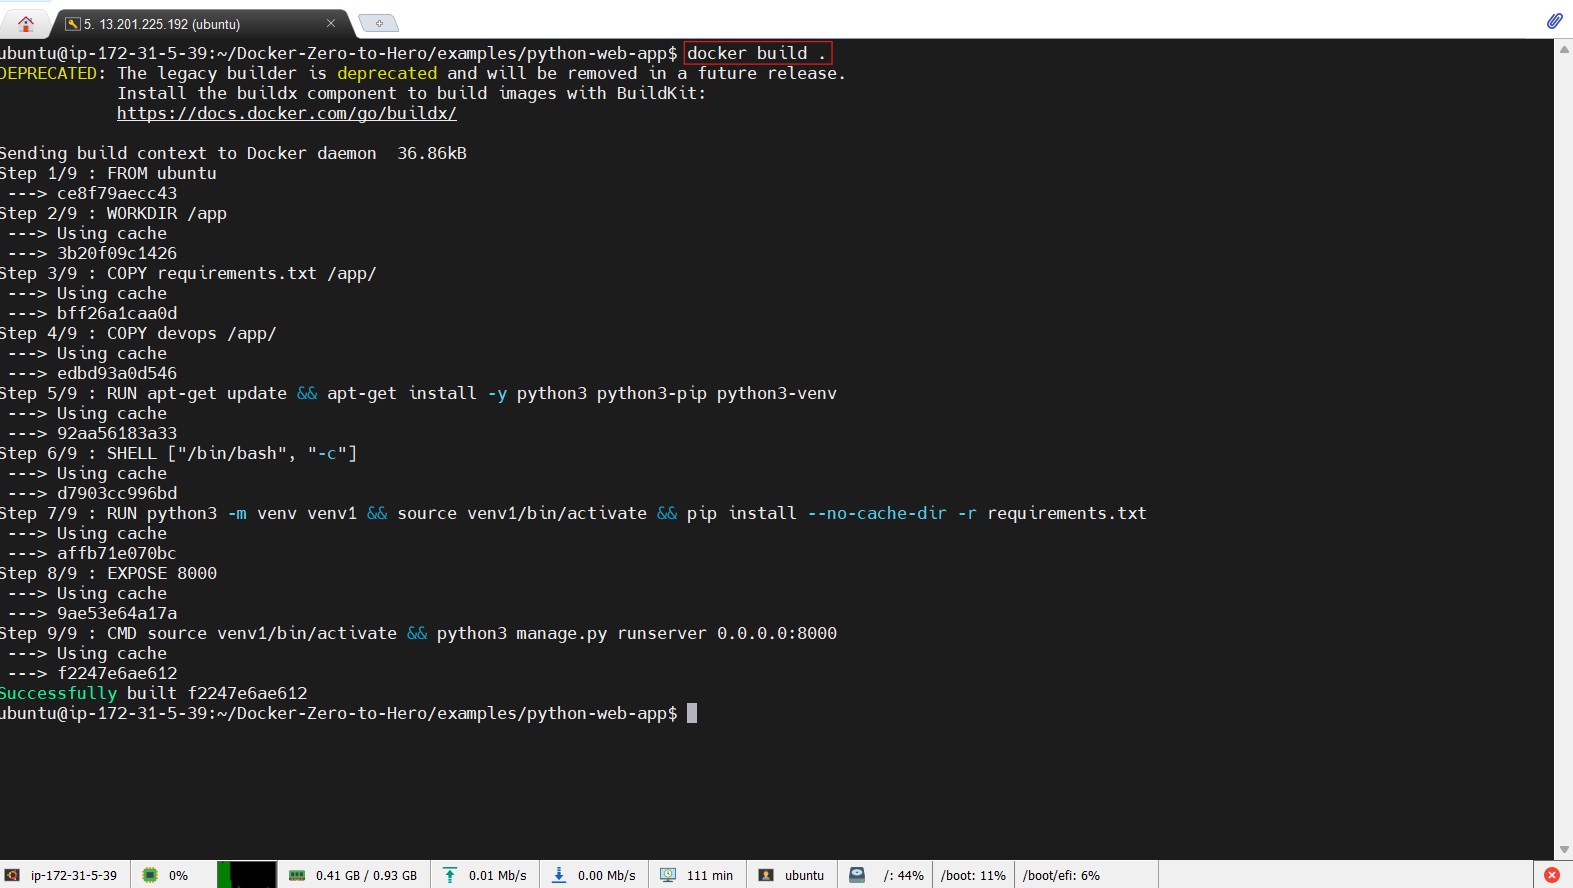 5. 13.201.225.192 (ubuntu)
ubuntu@ip-172-31-5-39:~/Docker-Zero-to-Hero/examples/python-web-app$ docker build .
DEPRECATED: The legacy builder is deprecated and will be removed in a future release.
Install the buildx component to build images with BuildKit:
https://docs.docker.com/go/buildx/
Sending build context to Docker daemon  36.86kB
Step 1/9 : FROM ubuntu
---> ce8f79aecc43
Step 2/9 : WORKDIR /app
---> Using cache
---> 3b20f09c1426
Step 3/9 : COPY requirements.txt /app/
---> Using cache
---> bff26a1caa0d
Step 4/9 : COPY devops /app/
---> Using cache
---> edbd93a0d546
Step 5/9 : RUN apt-get update && apt-get install -y python3 python3-pip python3-venv
---> Using cache
---> 92aa56183a33
Step 6/9 : SHELL ["/bin/bash", "-c"]
---> Using cache
---> d7903cc996bd
Step 7/9 : RUN python3 -m venv venv1 && source venv1/bin/activate && pip install --no-cache-dir -r requirements.txt
---> Using cache
---> affb71e070bc
Step 8/9 : EXPOSE 8000
---> Using cache
---> 9ae53e64a17a
Step 9/9 : CMD source venv1/bin/activate && python3 manage.py runserver 0.0.0.0:8000
---> Using cache
---> f2247e6ae612
Successfully built f2247e6ae612
ubuntu@ip-172-31-5-39:~/Docker-Zero-to-Hero/examples/python-web-app$
ip-172-31-5-39 0% 0.41 GB / 0.93 GB 0.01 Mb/s 0.00 Mb/s 111 min ubuntu /: 44% /boot: 11% /boot/efi: 6%